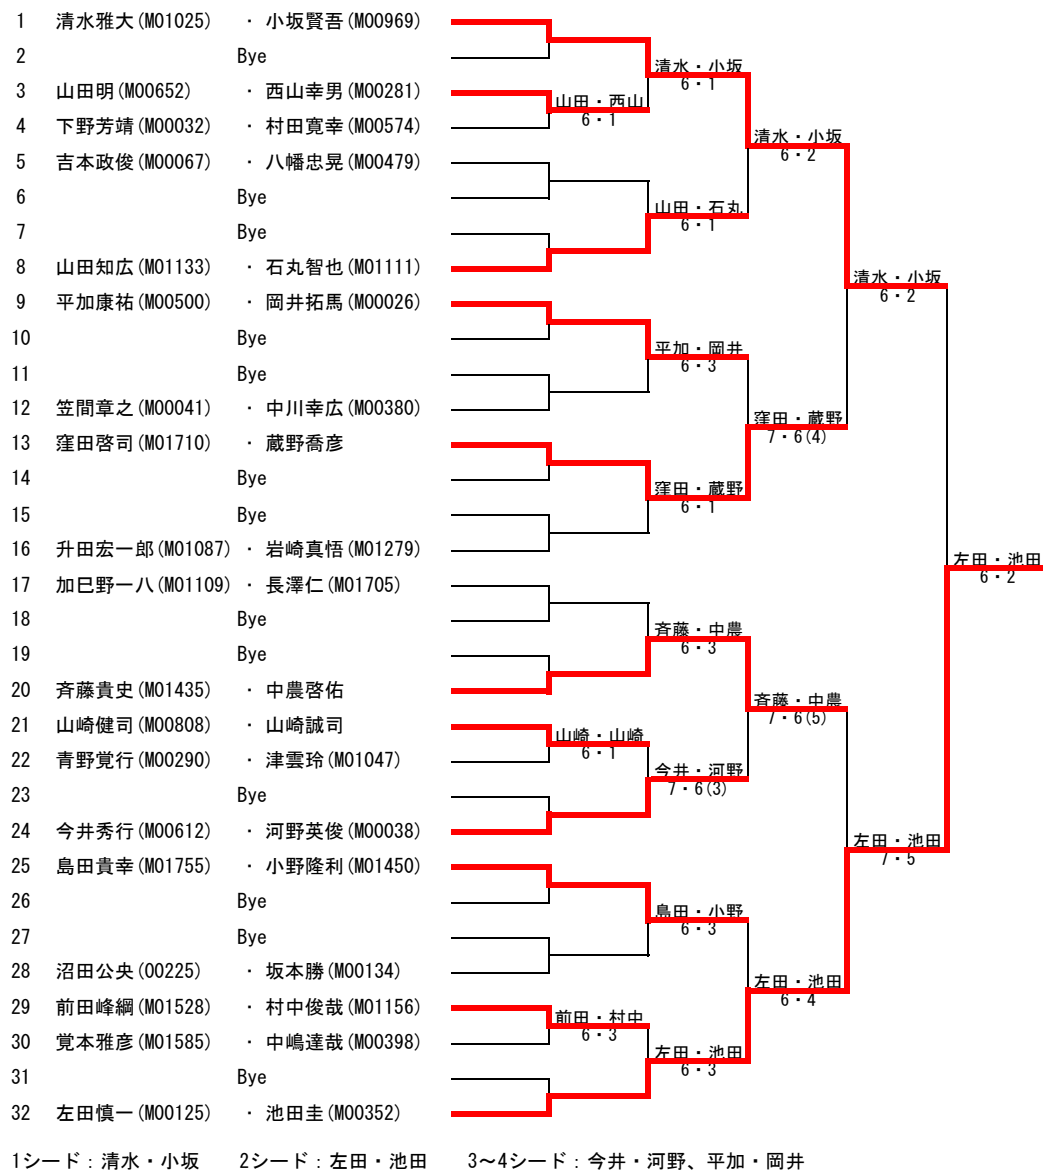 1 清水雅大(M01025) ・ 小坂賢吾(M00969)
2 Bye
清水・小坂
6・1
3 山田明(M00652) ・ 西山幸男(M00281)
山田・西山
6・1
4 下野芳靖(M00032) ・ 村田寛幸(M00574)
清水・小坂
6・2
5 吉本政俊(M00067) ・ 八幡忠晃(M00479)
6 Bye
山田・石丸
6・1
7 Bye
8 山田知広(M01133) ・ 石丸智也(M01111)
清水・小坂
6・2
9 平加康祐(M00500) ・ 岡井拓馬(M00026)
10 Bye
平加・岡井
6・3
11 Bye
12 笠間章之(M00041) ・ 中川幸広(M00380)
窪田・蔵野
7・6(4)
13 窪田啓司(M01710) ・ 蔵野喬彦
14 Bye
窪田・蔵野
6・1
15 Bye
16 升田宏一郎(M01087) ・ 岩崎真悟(M01279)
左田・池田
6・2
17 加巳野一八(M01109) ・ 長澤仁(M01705)
18 Bye
斉藤・中農
6・3
19 Bye
20 斉藤貴史(M01435) ・ 中農啓佑
斉藤・中農
7・6(5)
21 山崎健司(M00808) ・ 山崎誠司
山崎・山崎
6・1
22 青野覚行(M00290) ・ 津雲玲(M01047)
今井・河野
7・6(3)
23 Bye
24 今井秀行(M00612) ・ 河野英俊(M00038)
左田・池田
7・5
25 島田貴幸(M01755) ・ 小野隆利(M01450)
26 Bye
島田・小野
6・3
27 Bye
28 沼田公央(00225) ・ 坂本勝(M00134)
左田・池田
6・4
29 前田峰綱(M01528) ・ 村中俊哉(M01156)
前田・村中
6・3
30 覚本雅彦(M01585) ・ 中嶋達哉(M00398)
左田・池田
6・3
31 Bye
32 左田慎一(M00125) ・ 池田圭(M00352)
1シード：清水・小坂 2シード：左田・池田 3～4シード：今井・河野、平加・岡井